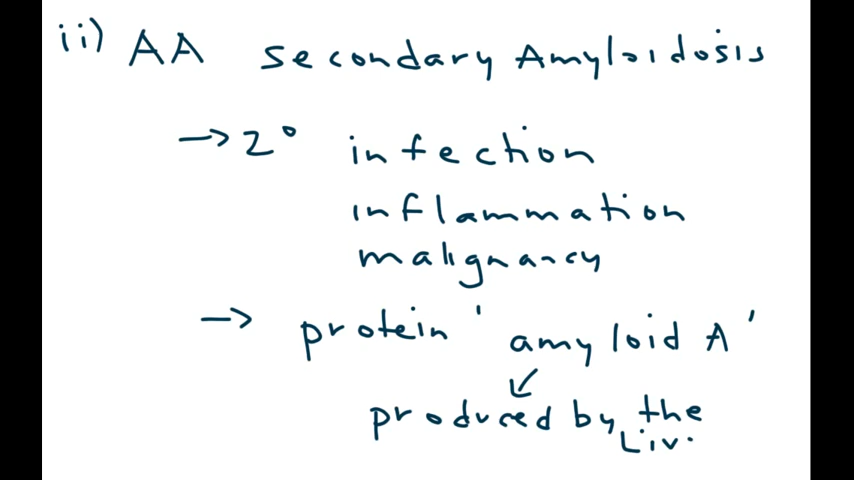 ii) AA secondary Amyloidosis
→ 2° infection
inflammation
malignancy
→ protein 'amyloid A'
produced by the
Liv